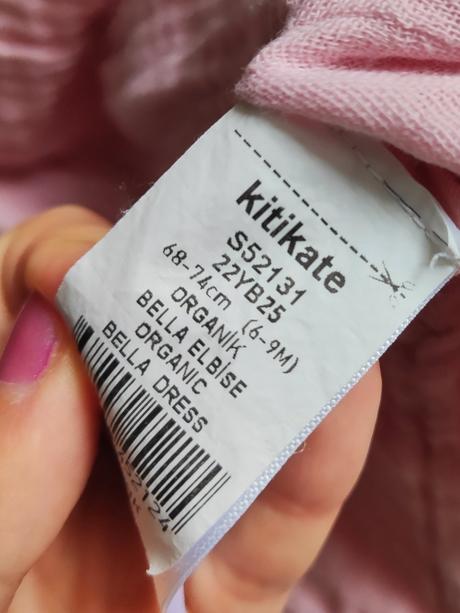 kitikate
S52131
22YB25
68-74cm (6-9M)
ORGANİK
BELLA ELBİSE
ORGANIC
BELLA DRESS